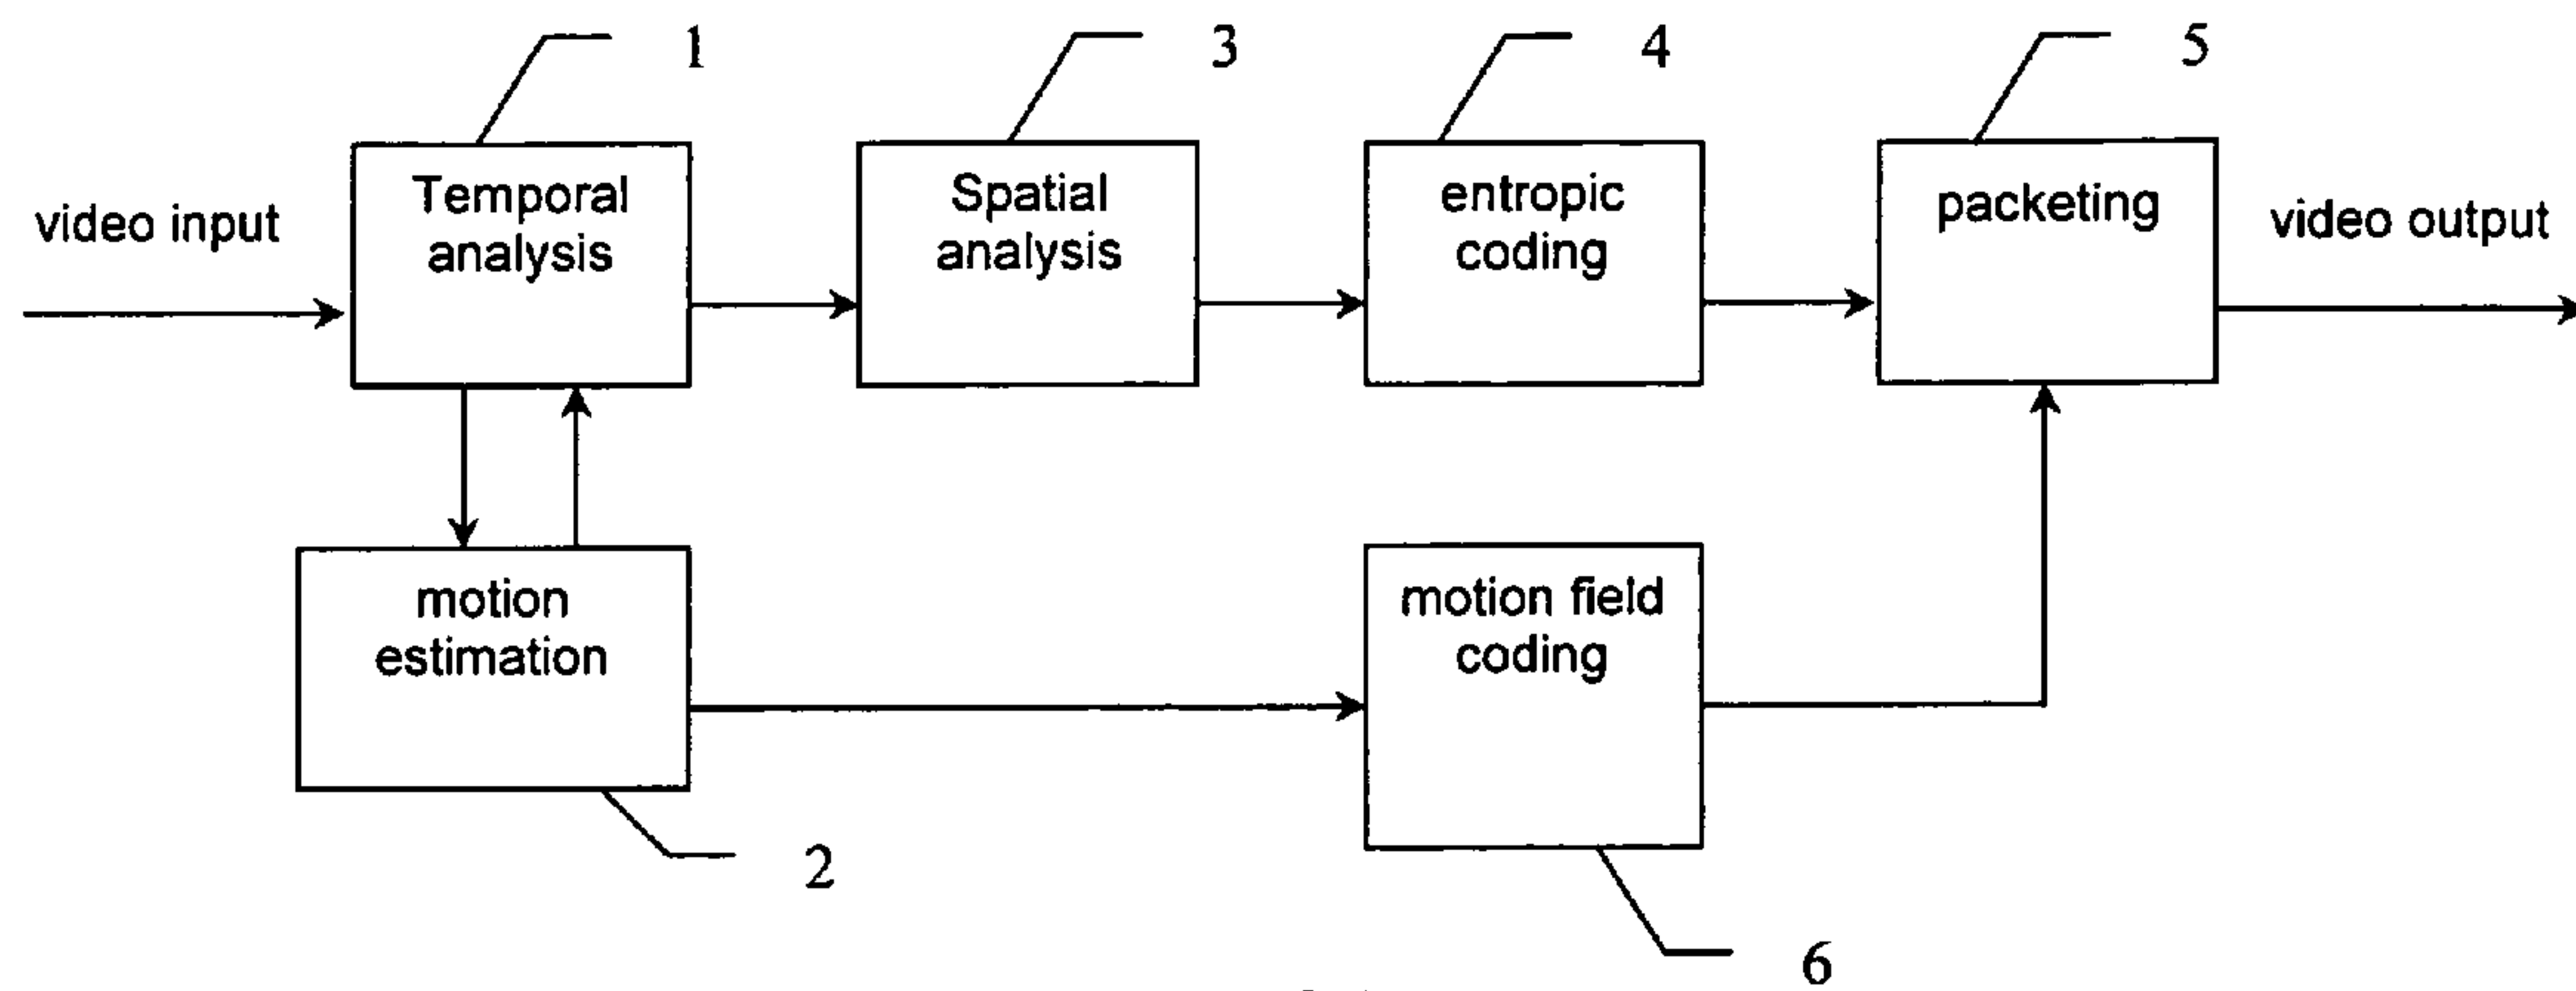 1
3
4
5
video input
Temporal
analysis
Spatial
analysis
entropic
coding
packeting
video output
motion
estimation
motion field
coding
2
6